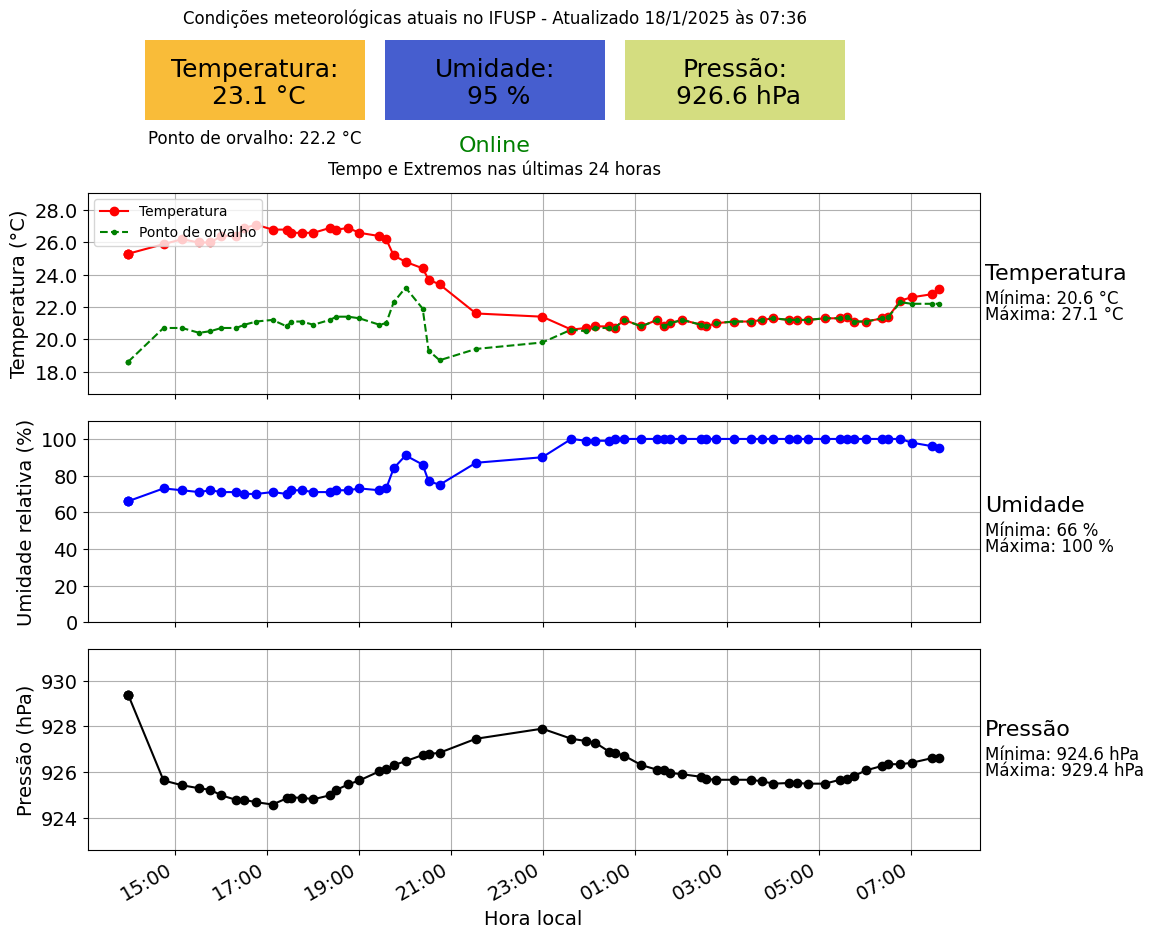 Condições meteorológicas atuais no IFUSP - Atualizado 18/1/2025 às 07:36
Temperatura:
23.1 °C
Umidade:
95 %
Pressão:
926.6 hPa
Ponto de orvalho: 22.2 °C
Online
Tempo e Extremos nas últimas 24 horas
Temperatura (°C)
28.0
26.0
24.0
22.0
20.0
18.0
Temperatura
Ponto de orvalho
Temperatura
Mínima: 20.6 °C
Máxima: 27.1 °C
Umidade relativa (%)
100
80
60
40
20
0
Umidade
Mínima: 66 %
Máxima: 100 %
Pressão (hPa)
930
928
926
924
Pressão
Mínima: 924.6 hPa
Máxima: 929.4 hPa
15:00 17:00 19:00 21:00 23:00 01:00 03:00 05:00 07:00
Hora local